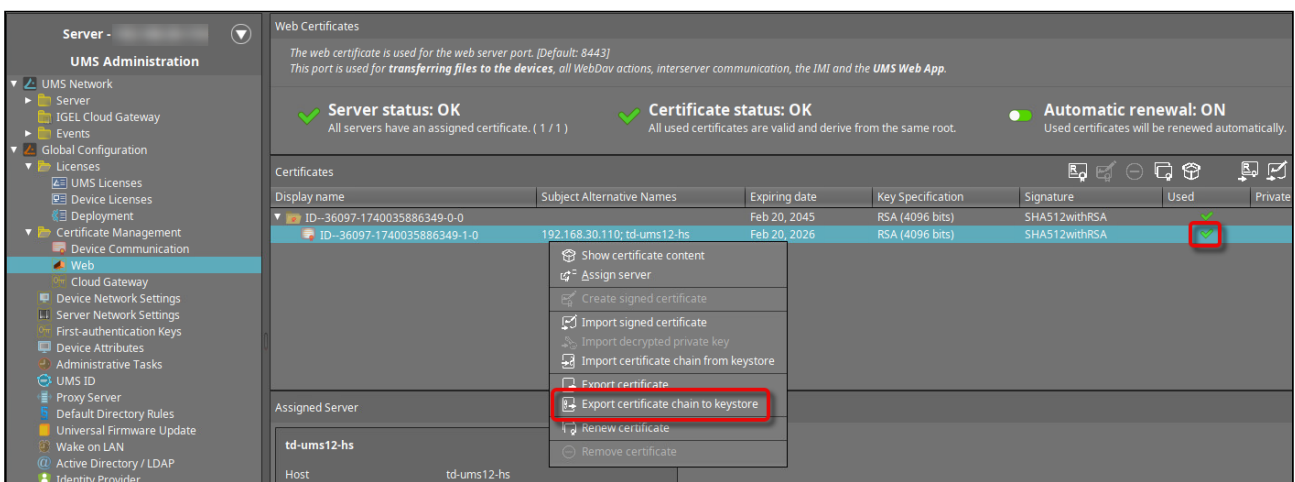 Server -
UMS Administration
UMS Network
Server
IGEL Cloud Gateway
Events
Global Configuration
Licenses
UMS Licenses
Device Licenses
Deployment
Certificate Management
Device Communication
Web
Cloud Gateway
Device Network Settings
Server Network Settings
First-authentication Keys
Device Attributes
Administrative Tasks
UMS ID
Proxy Server
Default Directory Rules
Universal Firmware Update
Wake on LAN
Active Directory / LDAP
Identity Provider
Web Certificates
The web certificate is used for the web server port. [Default: 8443]
This port is used for transferring files to the devices, all WebDav actions, interserver communication, the IMI and the UMS Web App.
Server status: OK
All servers have an assigned certificate. ( 1 / 1 )
Certificate status: OK
All used certificates are valid and derive from the same root.
Automatic renewal: ON
Used certificates will be renewed automatically.
Certificates
Display name Subject Alternative Names Expiring date Key Specification Signature Used Private
ID--36097-1740035886349-0-0 Feb 20, 2045 RSA (4096 bits) SHA512withRSA
ID--36097-1740035886349-1-0 192.168.30.110; td-ums12-hs Feb 20, 2026 RSA (4096 bits) SHA512withRSA
Show certificate content
Assign server
Create signed certificate
Import signed certificate
Import decrypted private key
Import certificate chain from keystore
Export certificate
Export certificate chain to keystore
Renew certificate
Remove certificate
Assigned Server
td-ums12-hs
Host td-ums12-hs